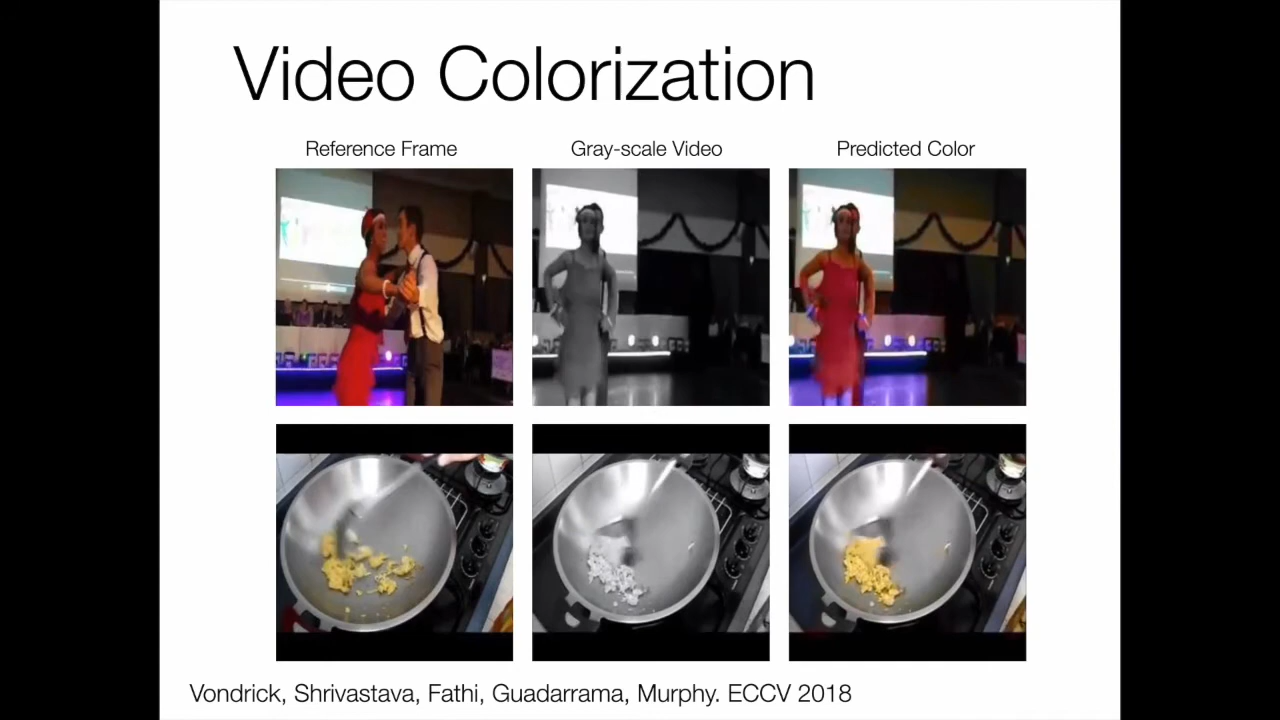 Video Colorization
Reference Frame
Gray-scale Video
Predicted Color
Vondrick, Shrivastava, Fathi, Guadarrama, Murphy. ECCV 2018